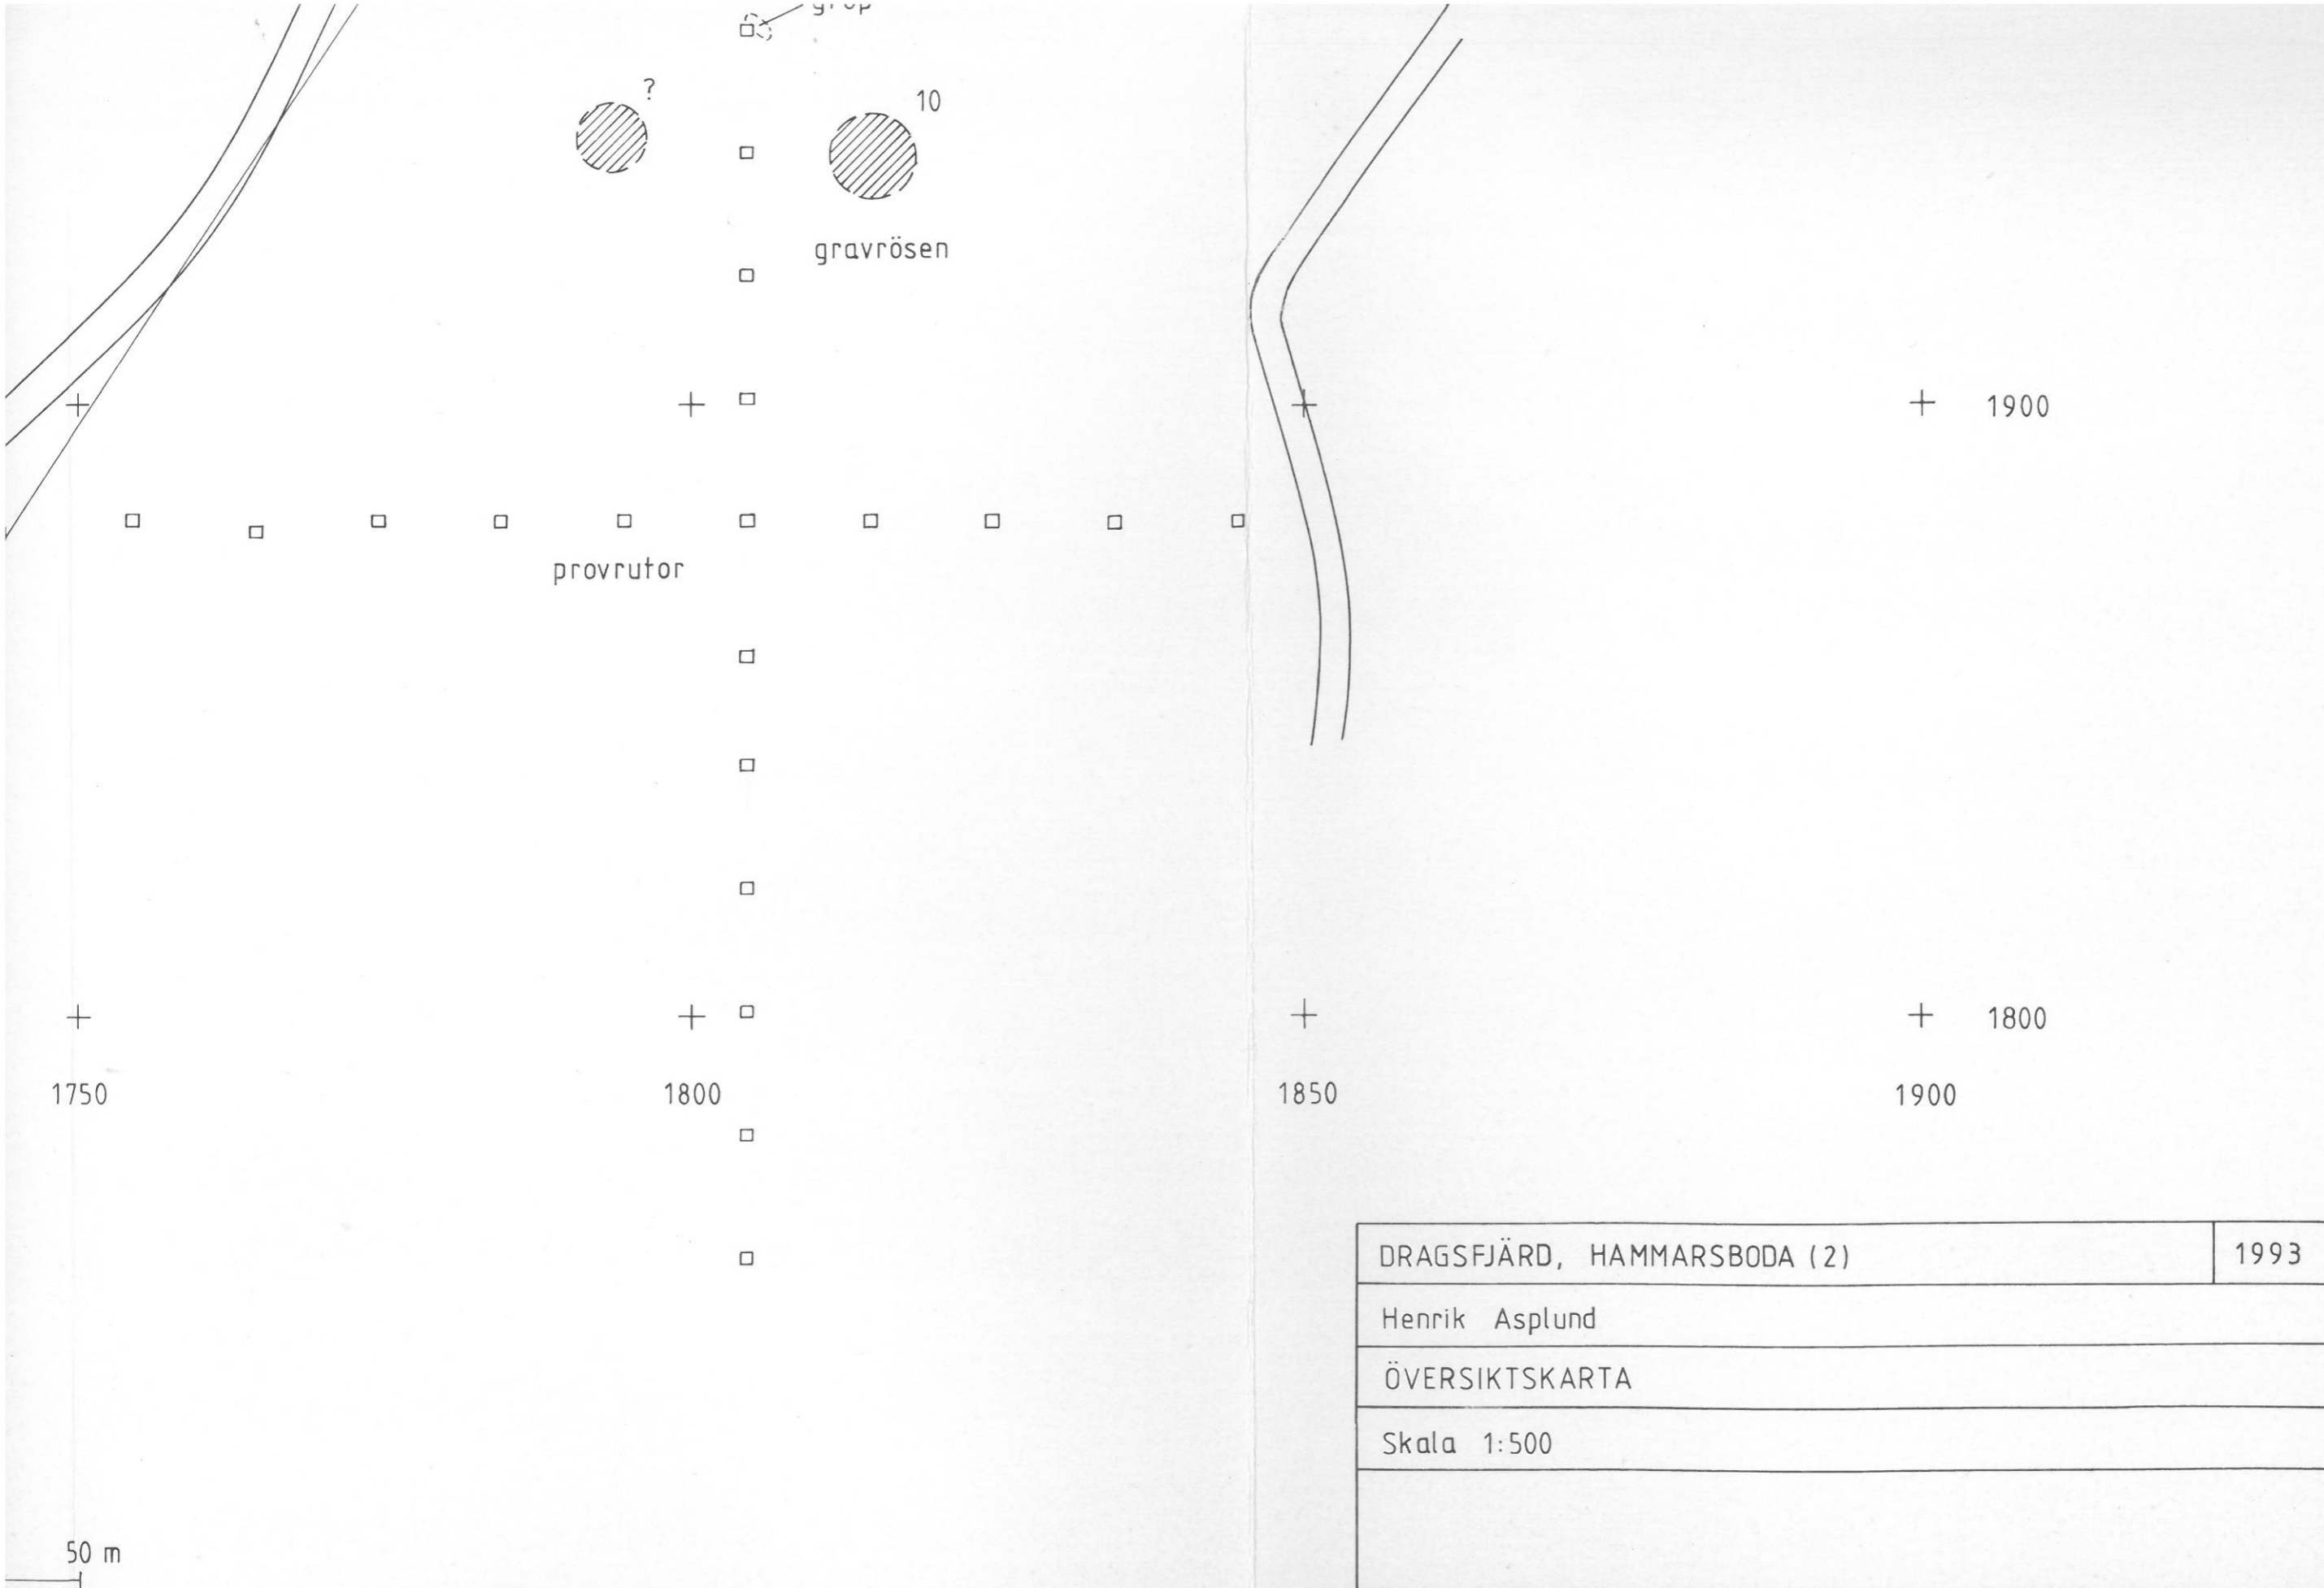 ?
10
gravrösen
1900
provrutor
1800
1750 1800 1850 1900
DRAGSFJÄRD, HAMMARSBODA (2) 1993
Henrik Asplund
ÖVERSIKTSKARTA
Skala 1:500
50 m